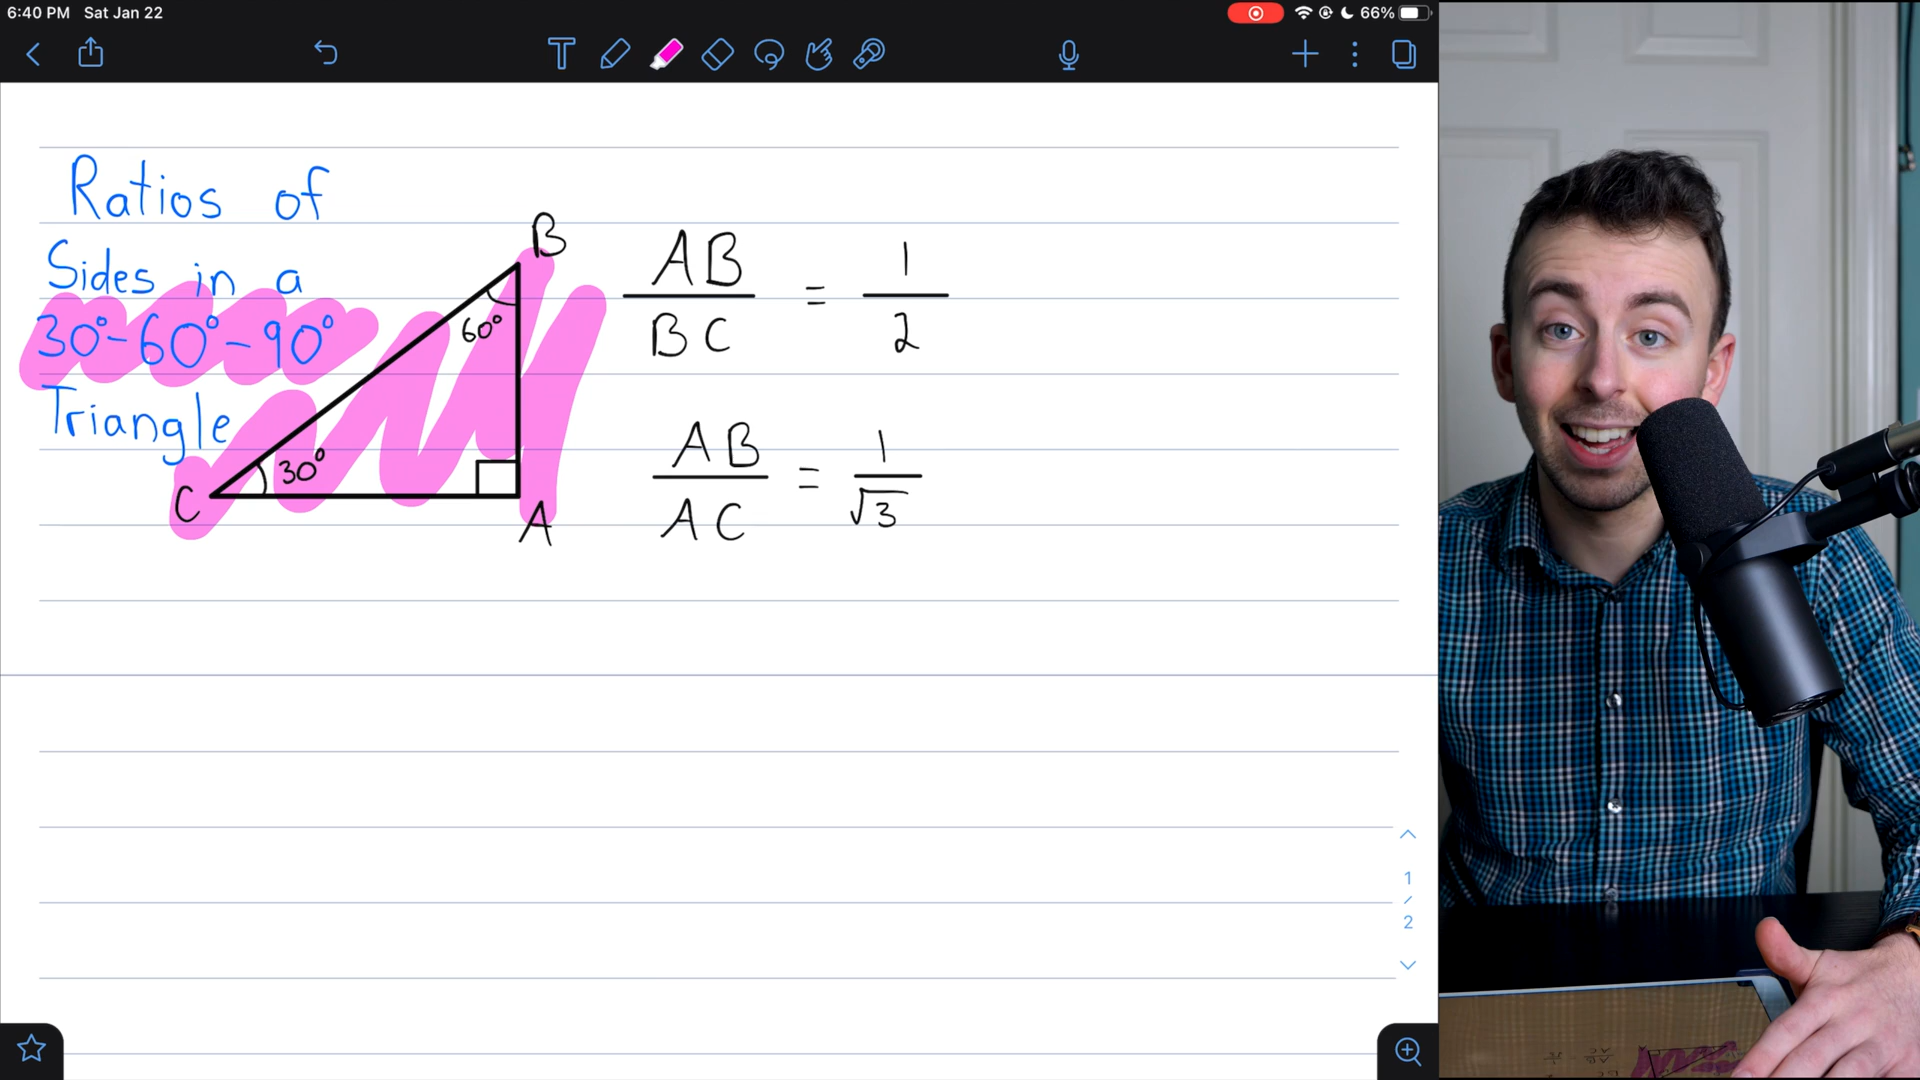 6:40 PM Sat Jan 22
66%
Ratios of
Sides in a
30°-60°-90°
Triangle
B
60°
30°
C
A
AB
BC
=
1
2
AB
AC
=
1
√3
1
/
2